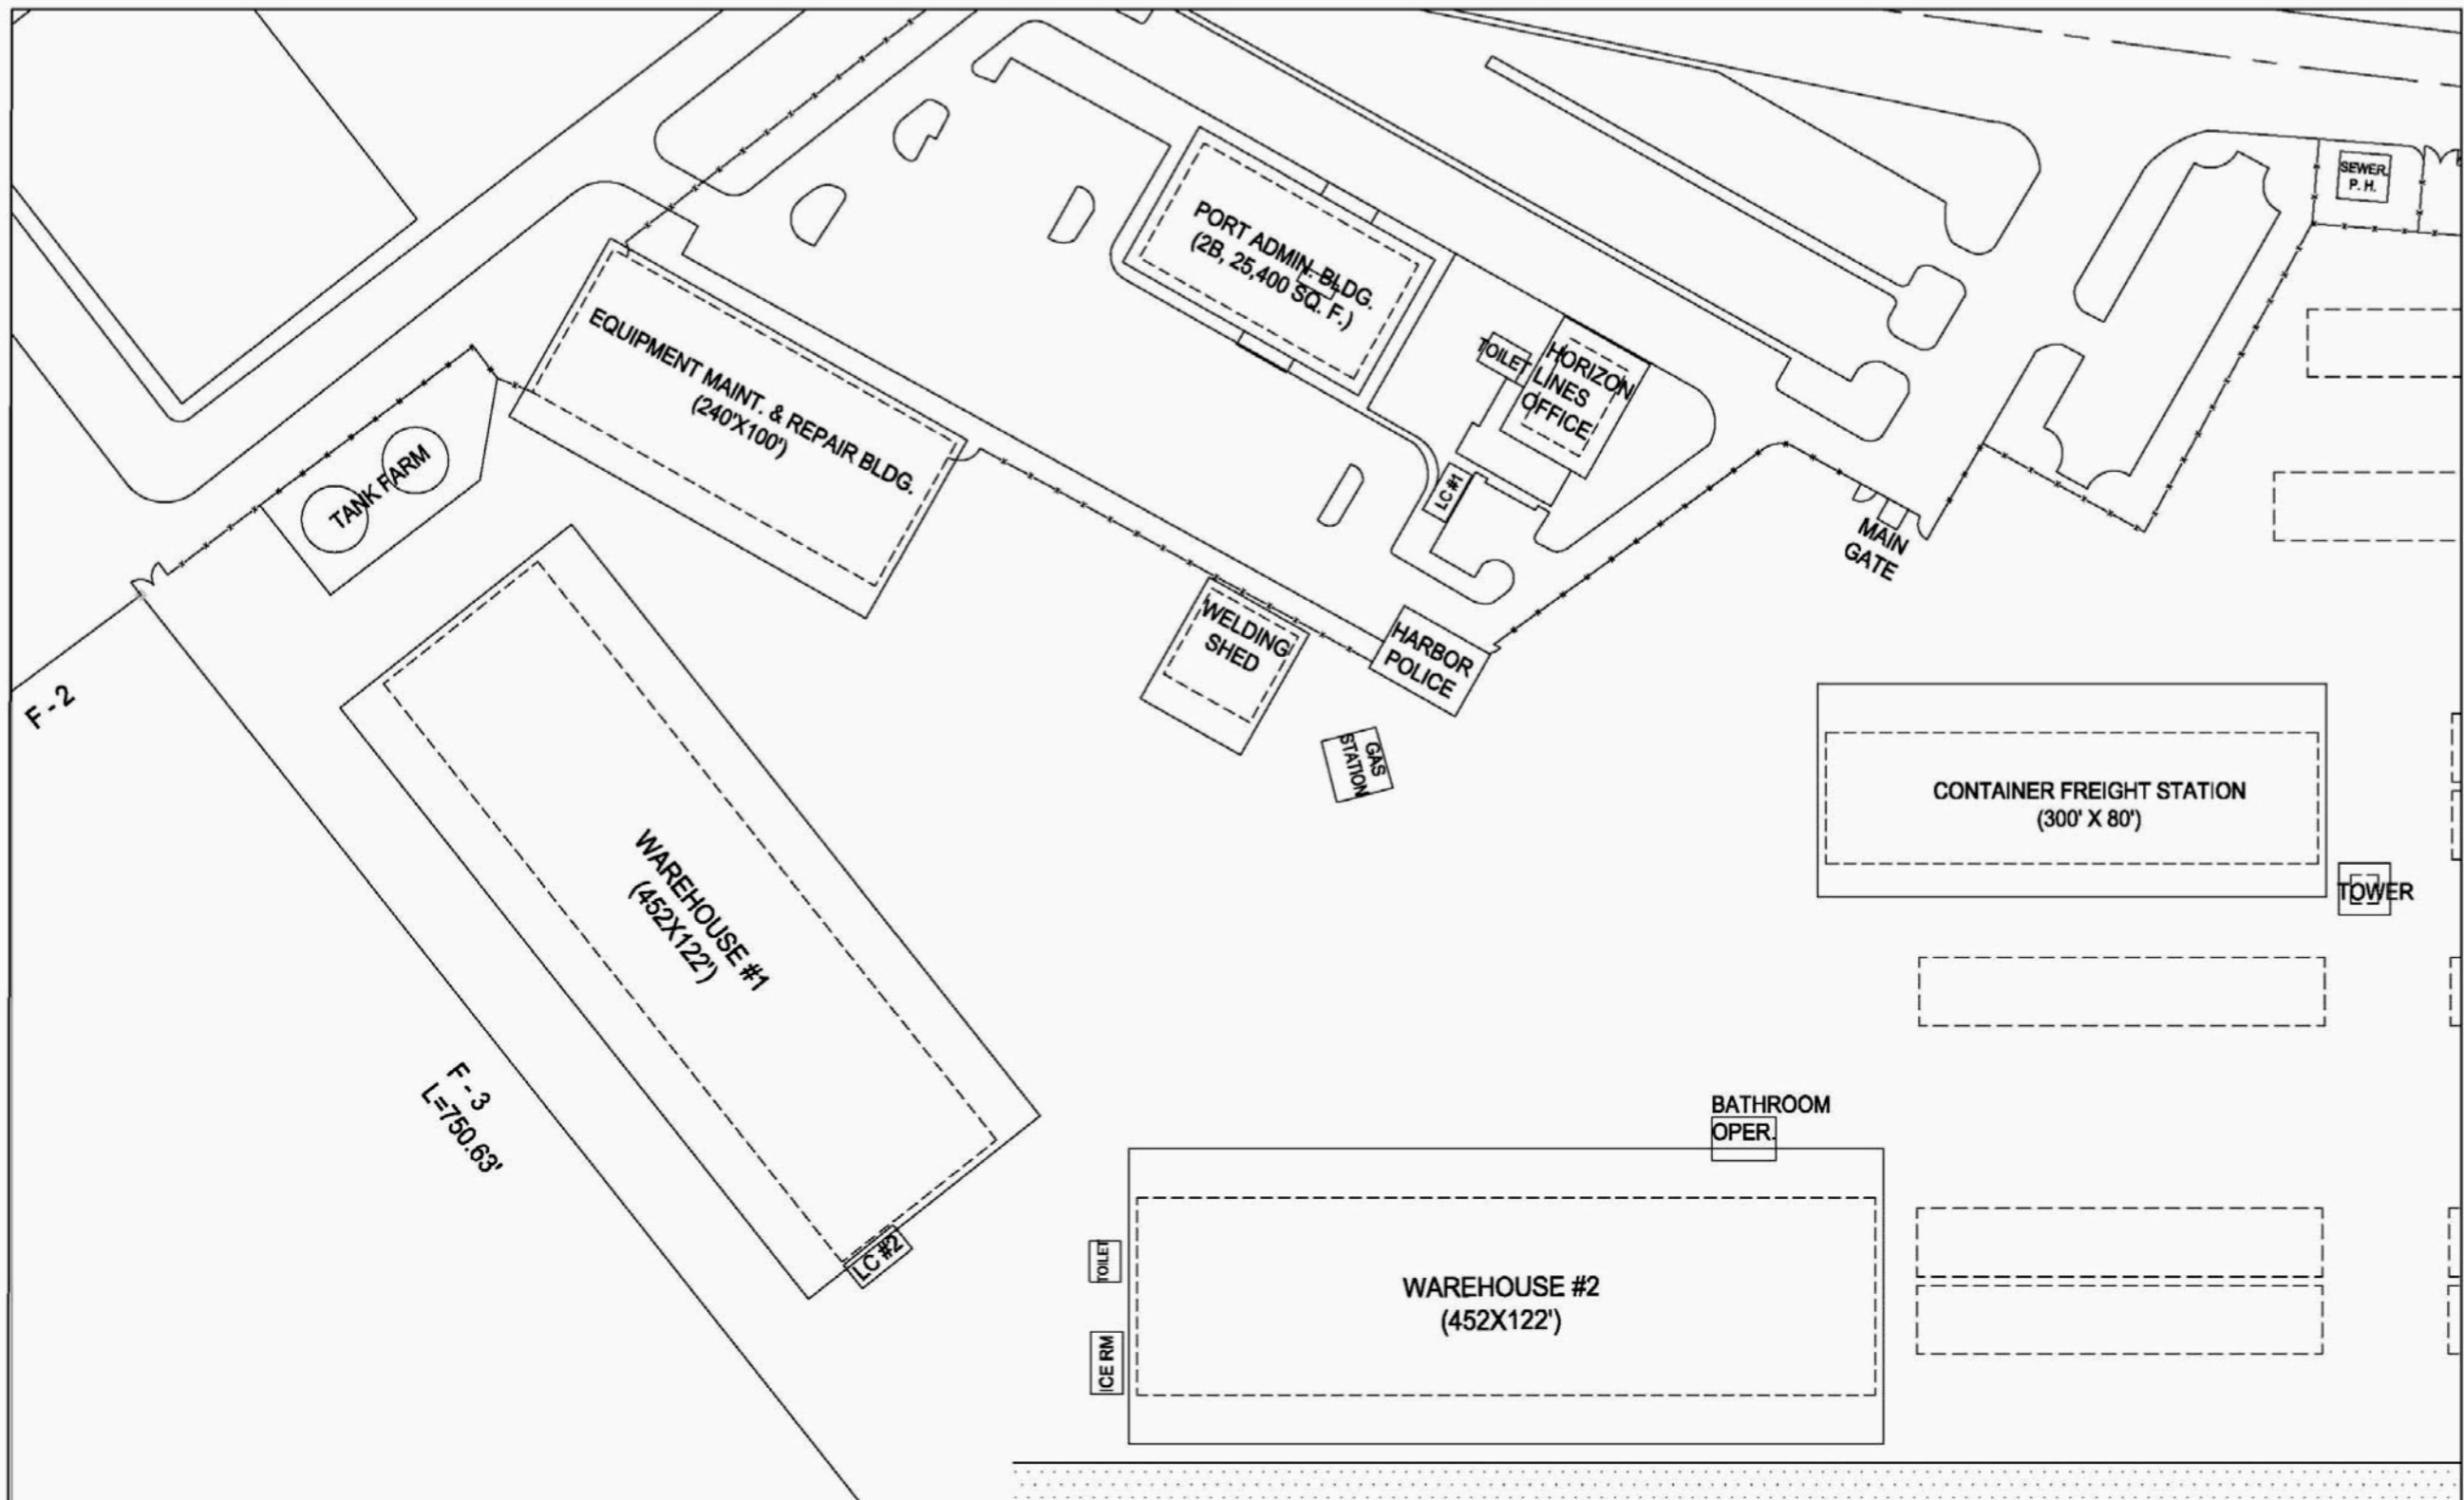 SEWER.
P. H.
PORT ADMIN. BLDG.
(2B, 25,400 SQ. F.)
EQUIPMENT MAINT. & REPAIR BLDG.
(240'X100')
TOILET
HORIZON
LINES
OFFICE
TANK FARM
LC #1
MAIN
GATE
WELDING
SHED
HARBOR
POLICE
F - 2
GAS
STATION
CONTAINER FREIGHT STATION
(300' X 80')
TOWER
WAREHOUSE #1
(452X122')
F - 3
L=750.63'
BATHROOM
OPER.
LC #2
TOILET
ICE RM
WAREHOUSE #2
(452X122')